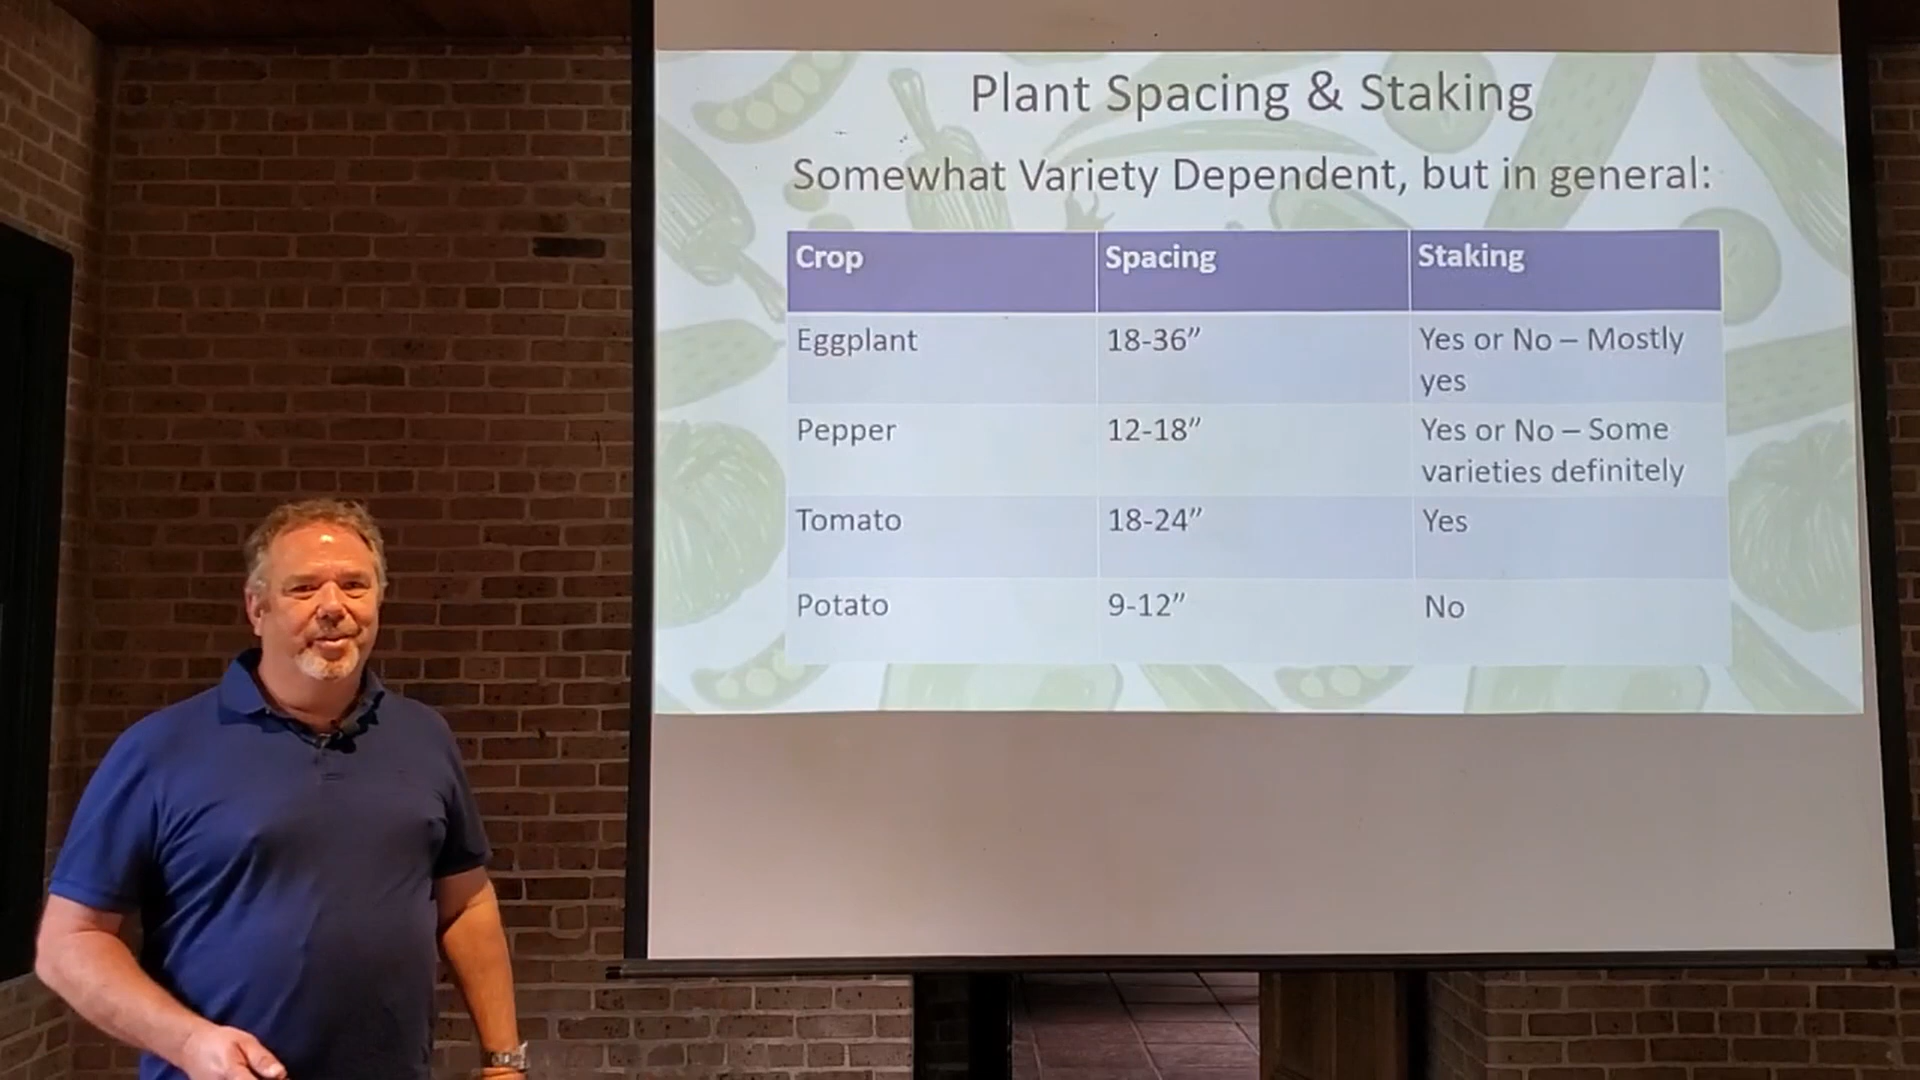 Plant Spacing & Staking
Somewhat Variety Dependent, but in general:
Crop Spacing Staking
Eggplant 18-36” Yes or No – Mostly
yes
Pepper 12-18” Yes or No – Some
varieties definitely
Tomato 18-24” Yes
Potato 9-12” No